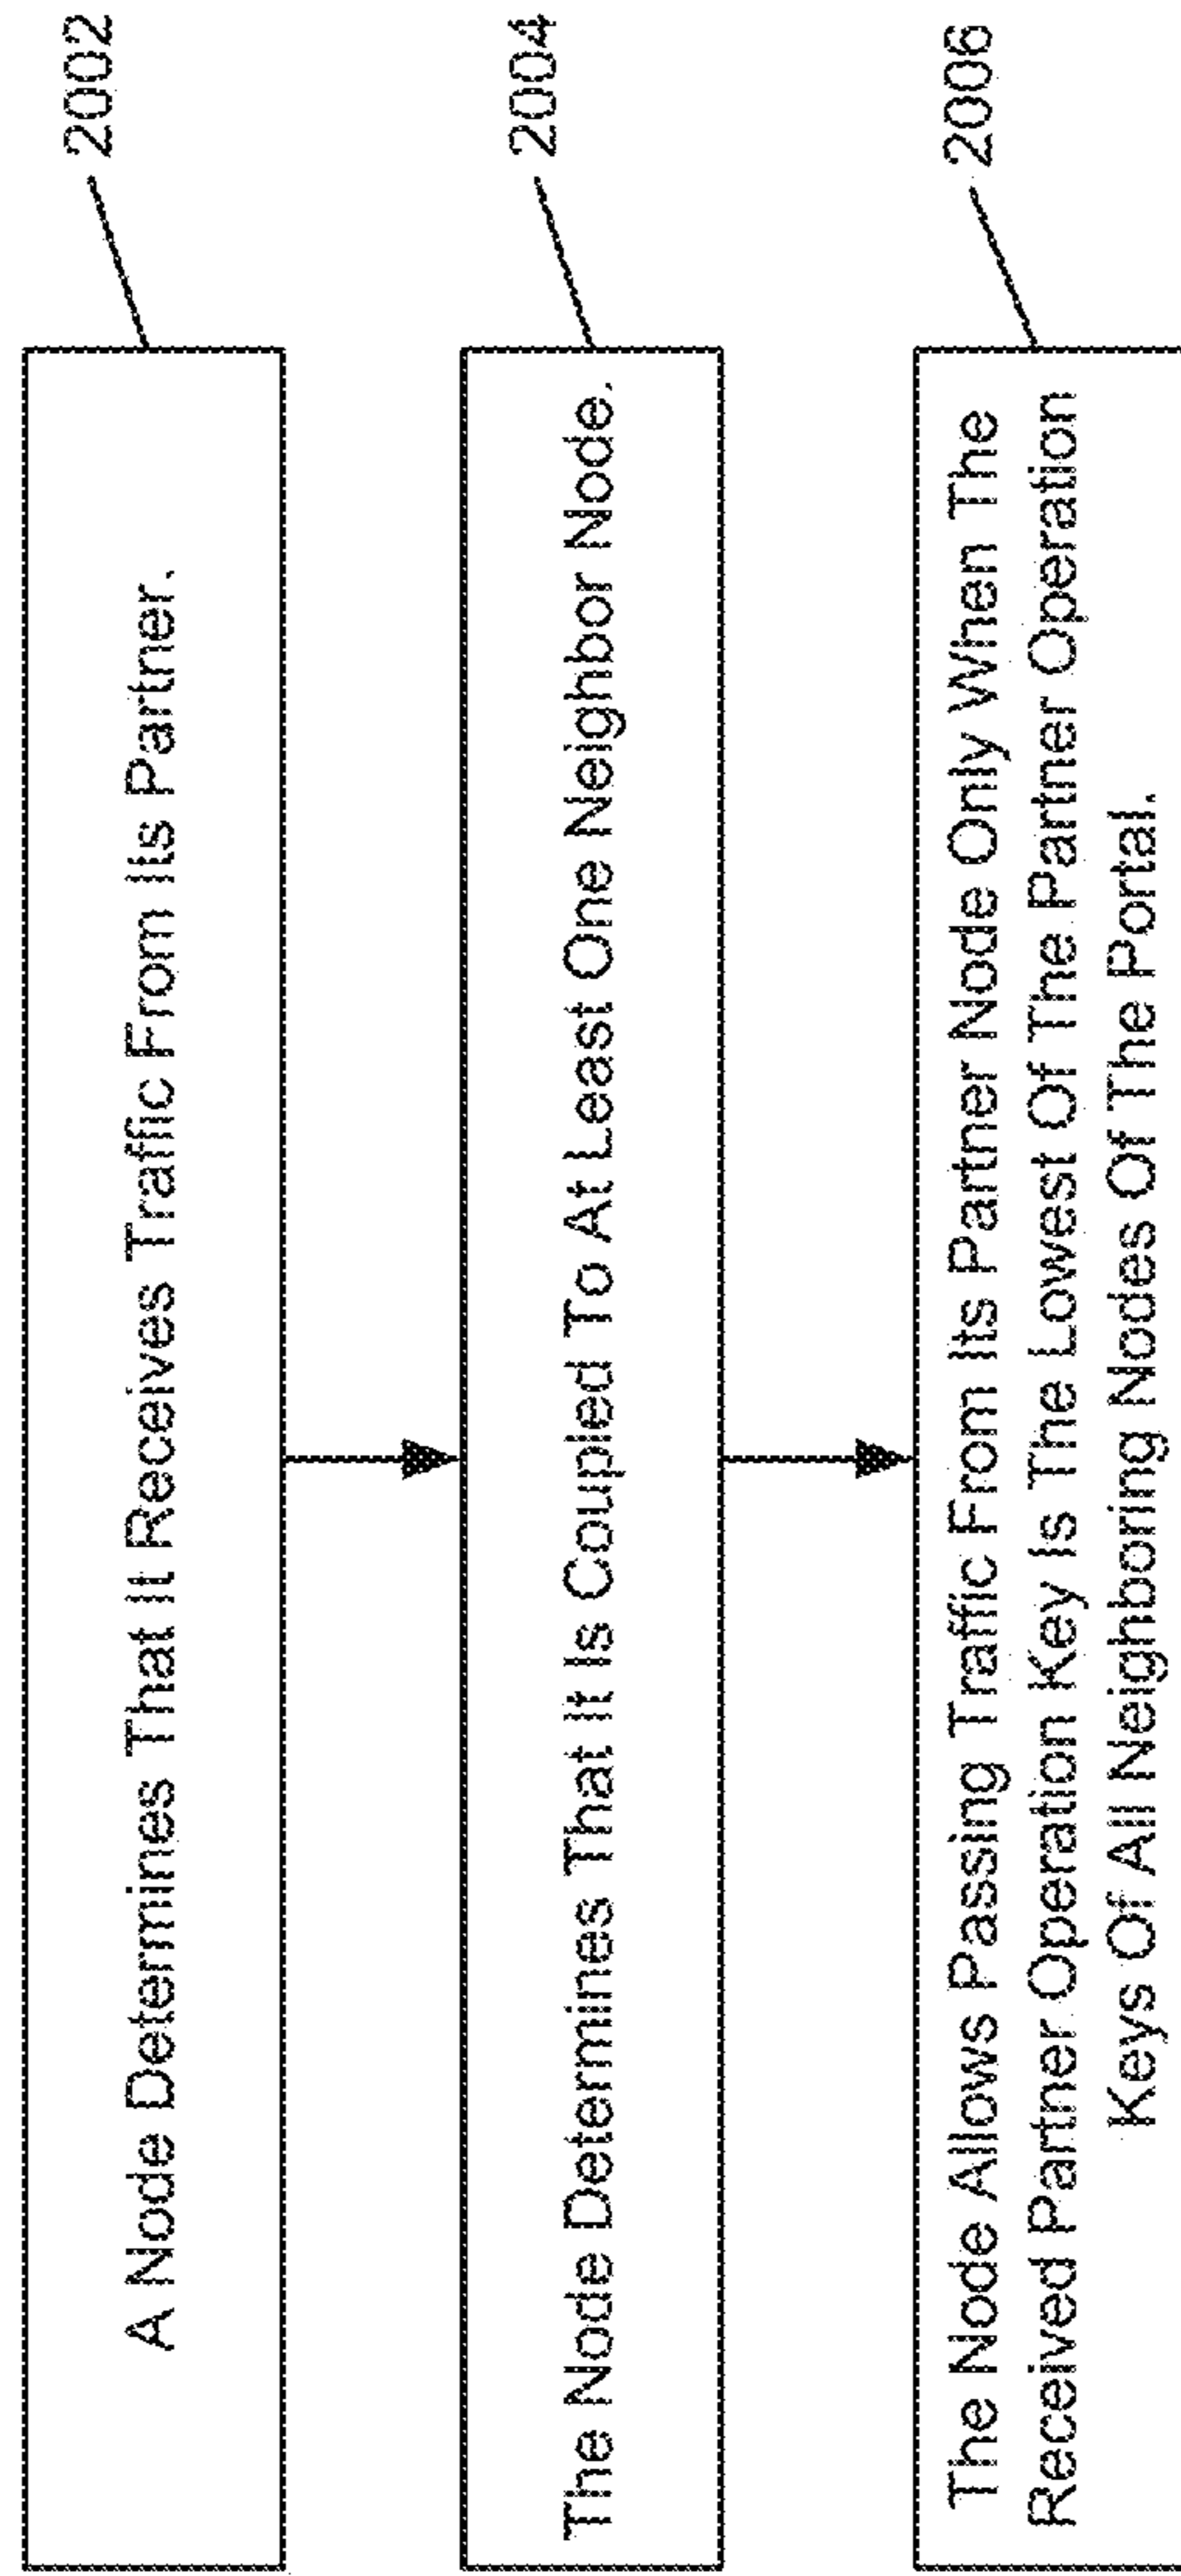 A Node Determines That It Receives Traffic From Its Partner.
2002
The Node Determines That It Is Coupled To At Least One Neighbor Node.
2004
The Node Allows Passing Traffic From Its Partner Node Only When The
Received Partner Operation Key Is The Lowest Of The Partner Operation
Keys Of All Neighboring Nodes Of The Portal.
2006